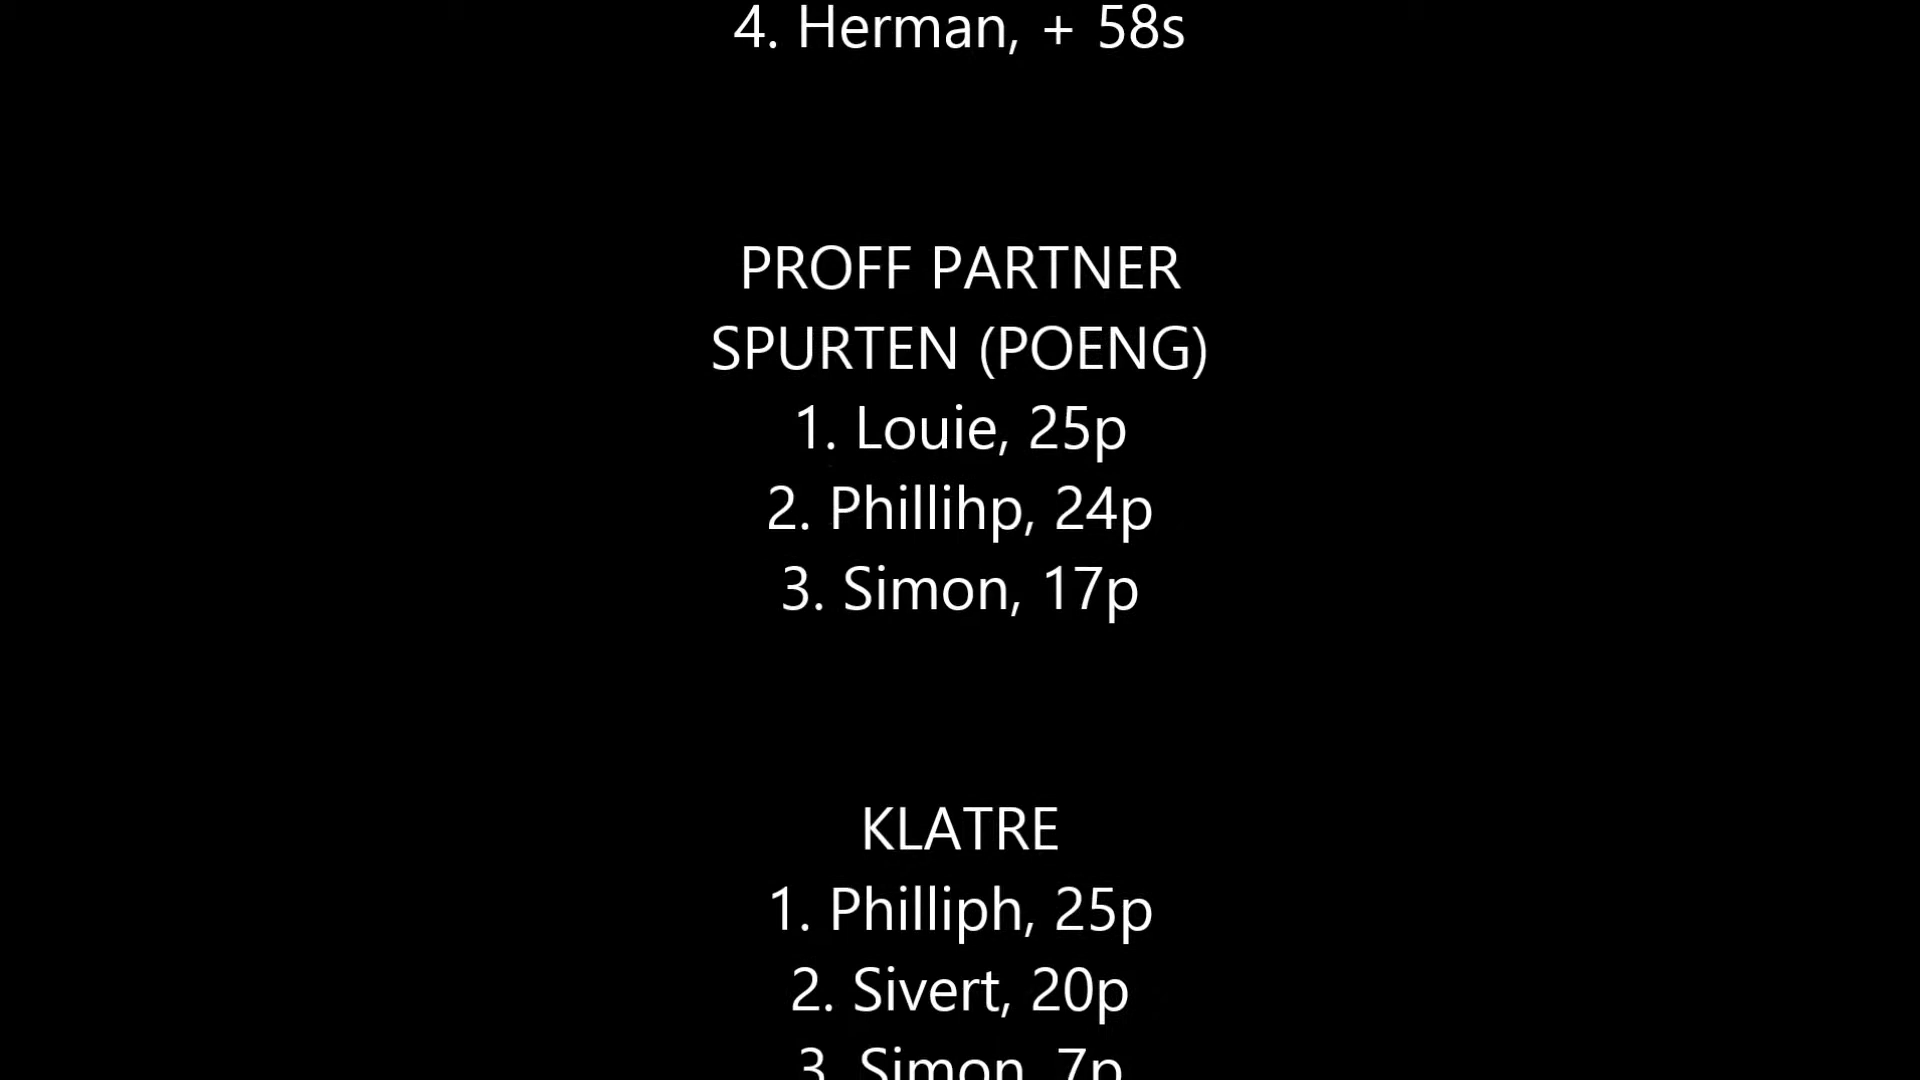 4. Herman, + 58s
PROFF PARTNER
SPURTEN (POENG)
1. Louie, 25p
2. Phillihp, 24p
3. Simon, 17p
KLATRE
1. Philliph, 25p
2. Sivert, 20p
3. Simon, 7p